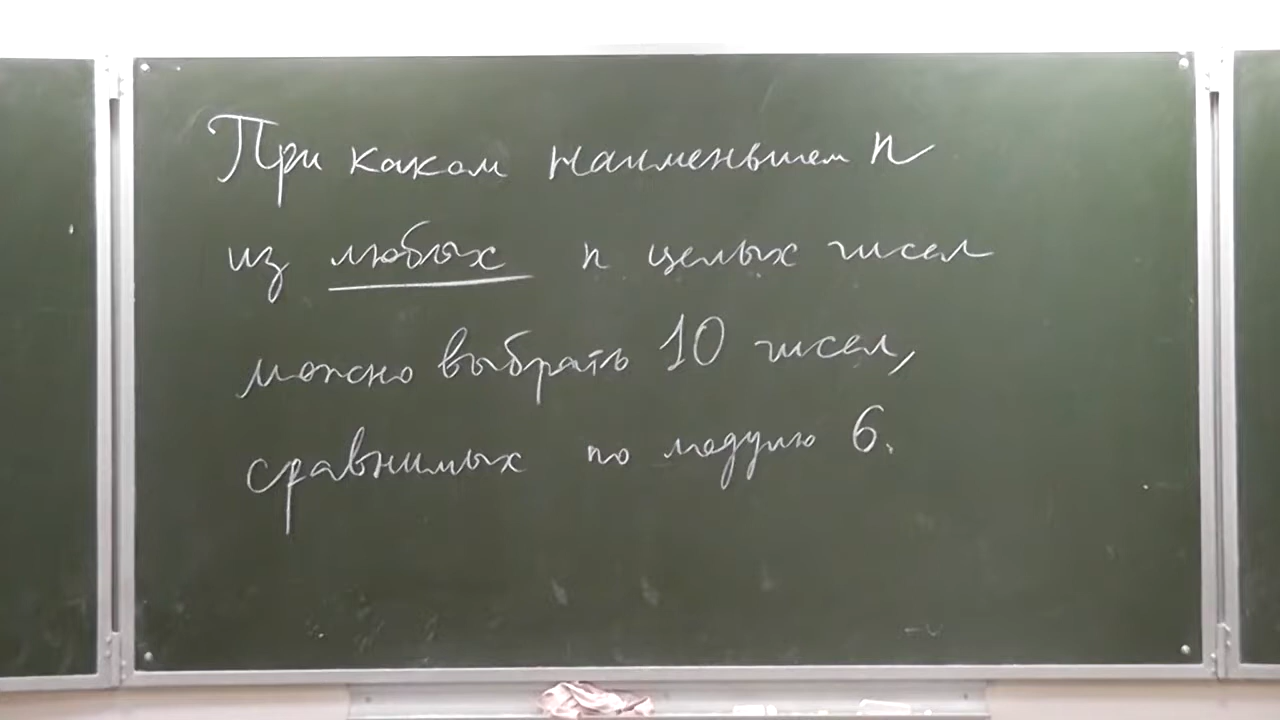 При каком наименьшем n
из любых n целых чисел
можно выбрать 10 чисел,
сравнимых по модулю 6.